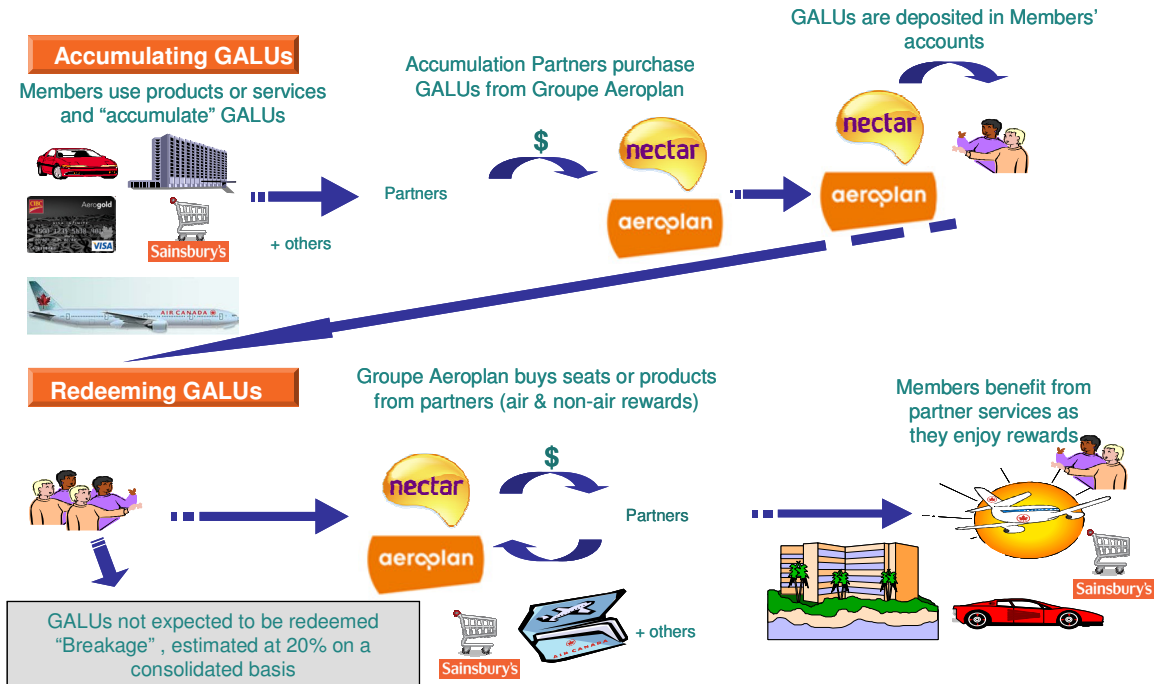 GALUs are deposited in Members'
accounts
Accumulating GALUs
Members use products or services
and “accumulate” GALUs
Accumulation Partners purchase
GALUs from Groupe Aeroplan
$
nectar
nectar
CIBC
Aerogold
VISA
Sainsbury's
+ others
Partners
aeroplan
aeroplan
AIR CANADA
Redeeming GALUs
Groupe Aeroplan buys seats or products
from partners (air & non-air rewards)
Members benefit from
partner services as
they enjoy rewards
$
nectar
aeroplan
Partners
GALUs not expected to be redeemed
“Breakage” , estimated at 20% on a
consolidated basis
Sainsbury's
AIR CANADA
+ others
Sainsbury's